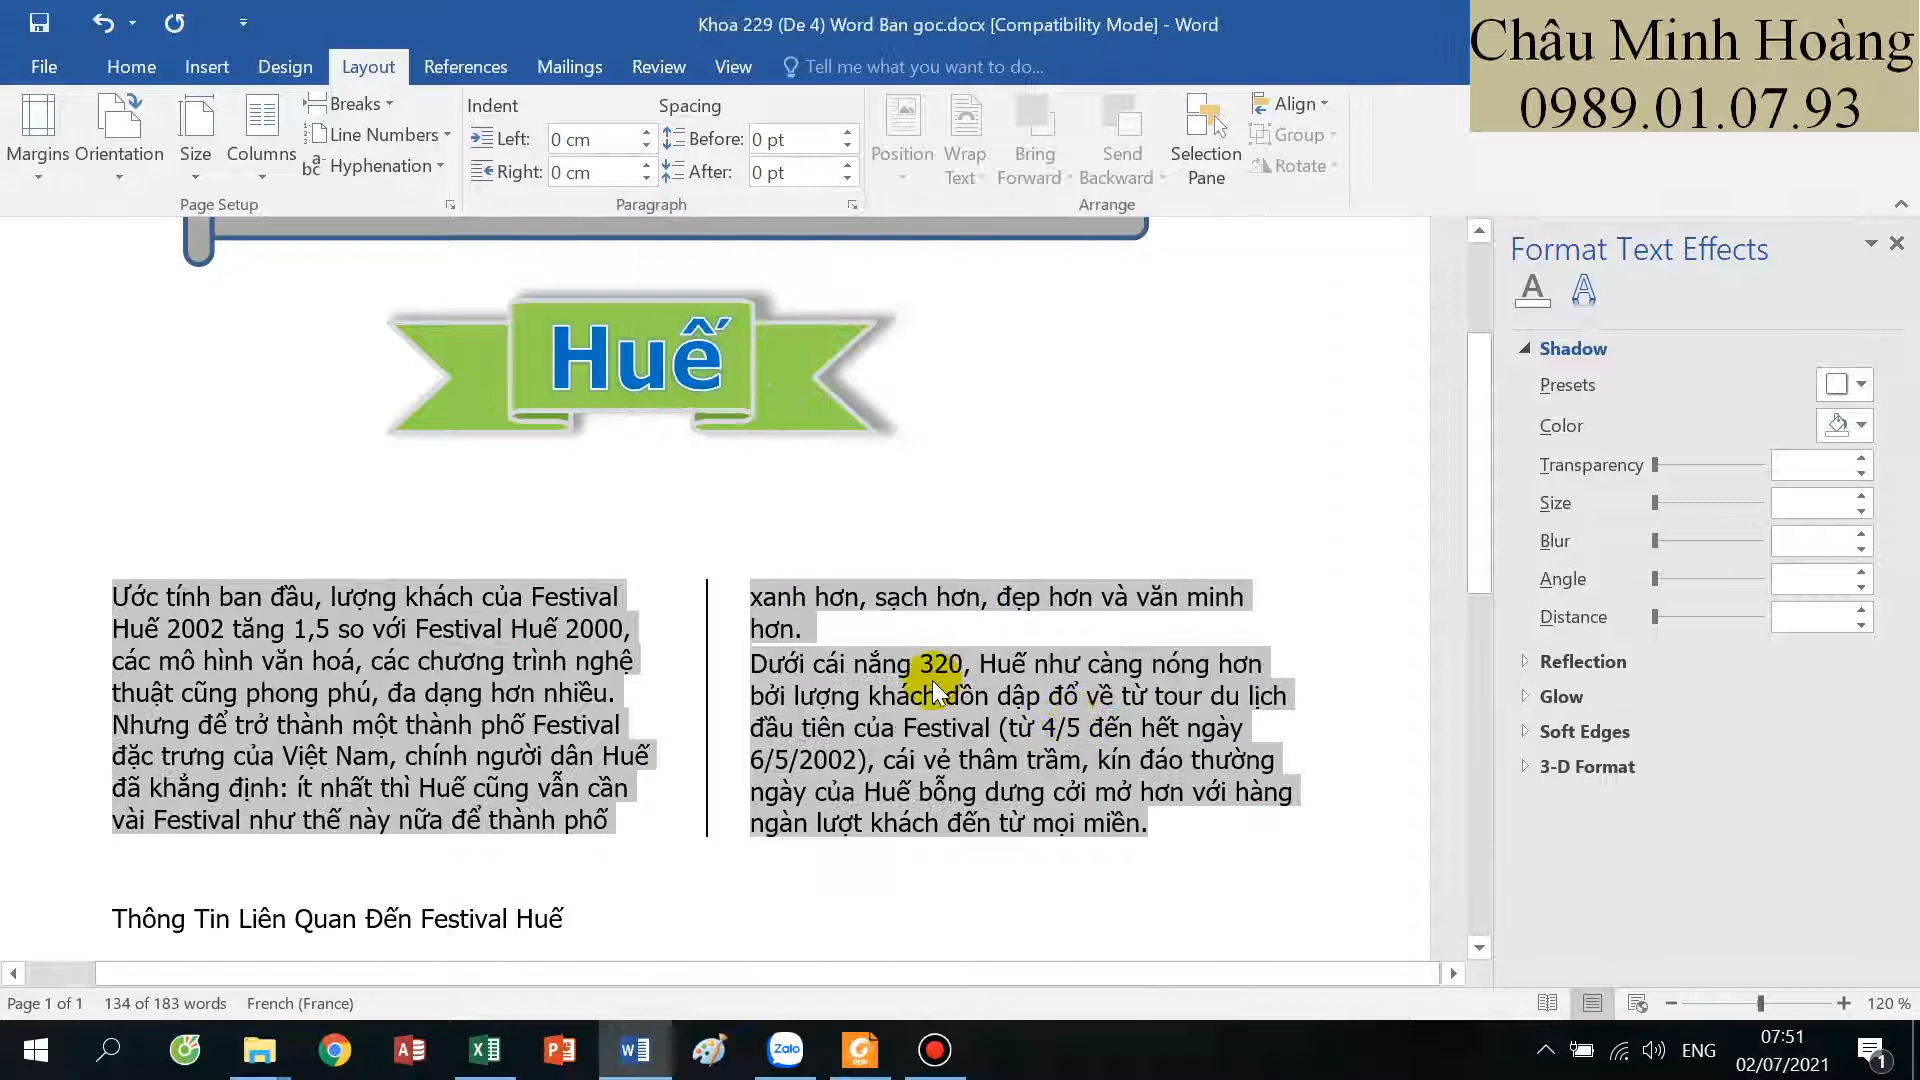 Khoa 229 (De 4) Word Ban goc.docx [Compatibility Mode] - Word
Châu Minh Hoàng
0989.01.07.93
File Home Insert Design Layout References Mailings Review View Tell me what you want to do...
Margins Orientation Size Columns
Breaks
Line Numbers
Hyphenation
Page Setup
Indent Spacing
Left: 0 cm Before: 0 pt
Right: 0 cm After: 0 pt
Paragraph
Position Wrap Text Bring Forward Send Backward Selection Pane
Align
Group
Rotate
Arrange
Huế
Ước tính ban đầu, lượng khách của Festival
Huế 2002 tăng 1,5 so với Festival Huế 2000,
các mô hình văn hoá, các chương trình nghệ
thuật cũng phong phú, đa dạng hơn nhiều.
Nhưng để trở thành một thành phố Festival
đặc trưng của Việt Nam, chính người dân Huế
đã khẳng định: ít nhất thì Huế cũng vẫn cần
vài Festival như thế này nữa để thành phố
xanh hơn, sạch hơn, đẹp hơn và văn minh
hơn.
Dưới cái nắng 320, Huế như càng nóng hơn
bởi lượng khách dồn dập đổ về từ tour du lịch
đầu tiên của Festival (từ 4/5 đến hết ngày
6/5/2002), cái vẻ thâm trầm, kín đáo thường
ngày của Huế bỗng dưng cởi mở hơn với hàng
ngàn lượt khách đến từ mọi miền.
Thông Tin Liên Quan Đến Festival Huế
Format Text Effects
Shadow
Presets
Color
Transparency
Size
Blur
Angle
Distance
Reflection
Glow
Soft Edges
3-D Format
Page 1 of 1 134 of 183 words French (France) 120 %
Zalo
PDF
ENG
07:51
02/07/2021
1